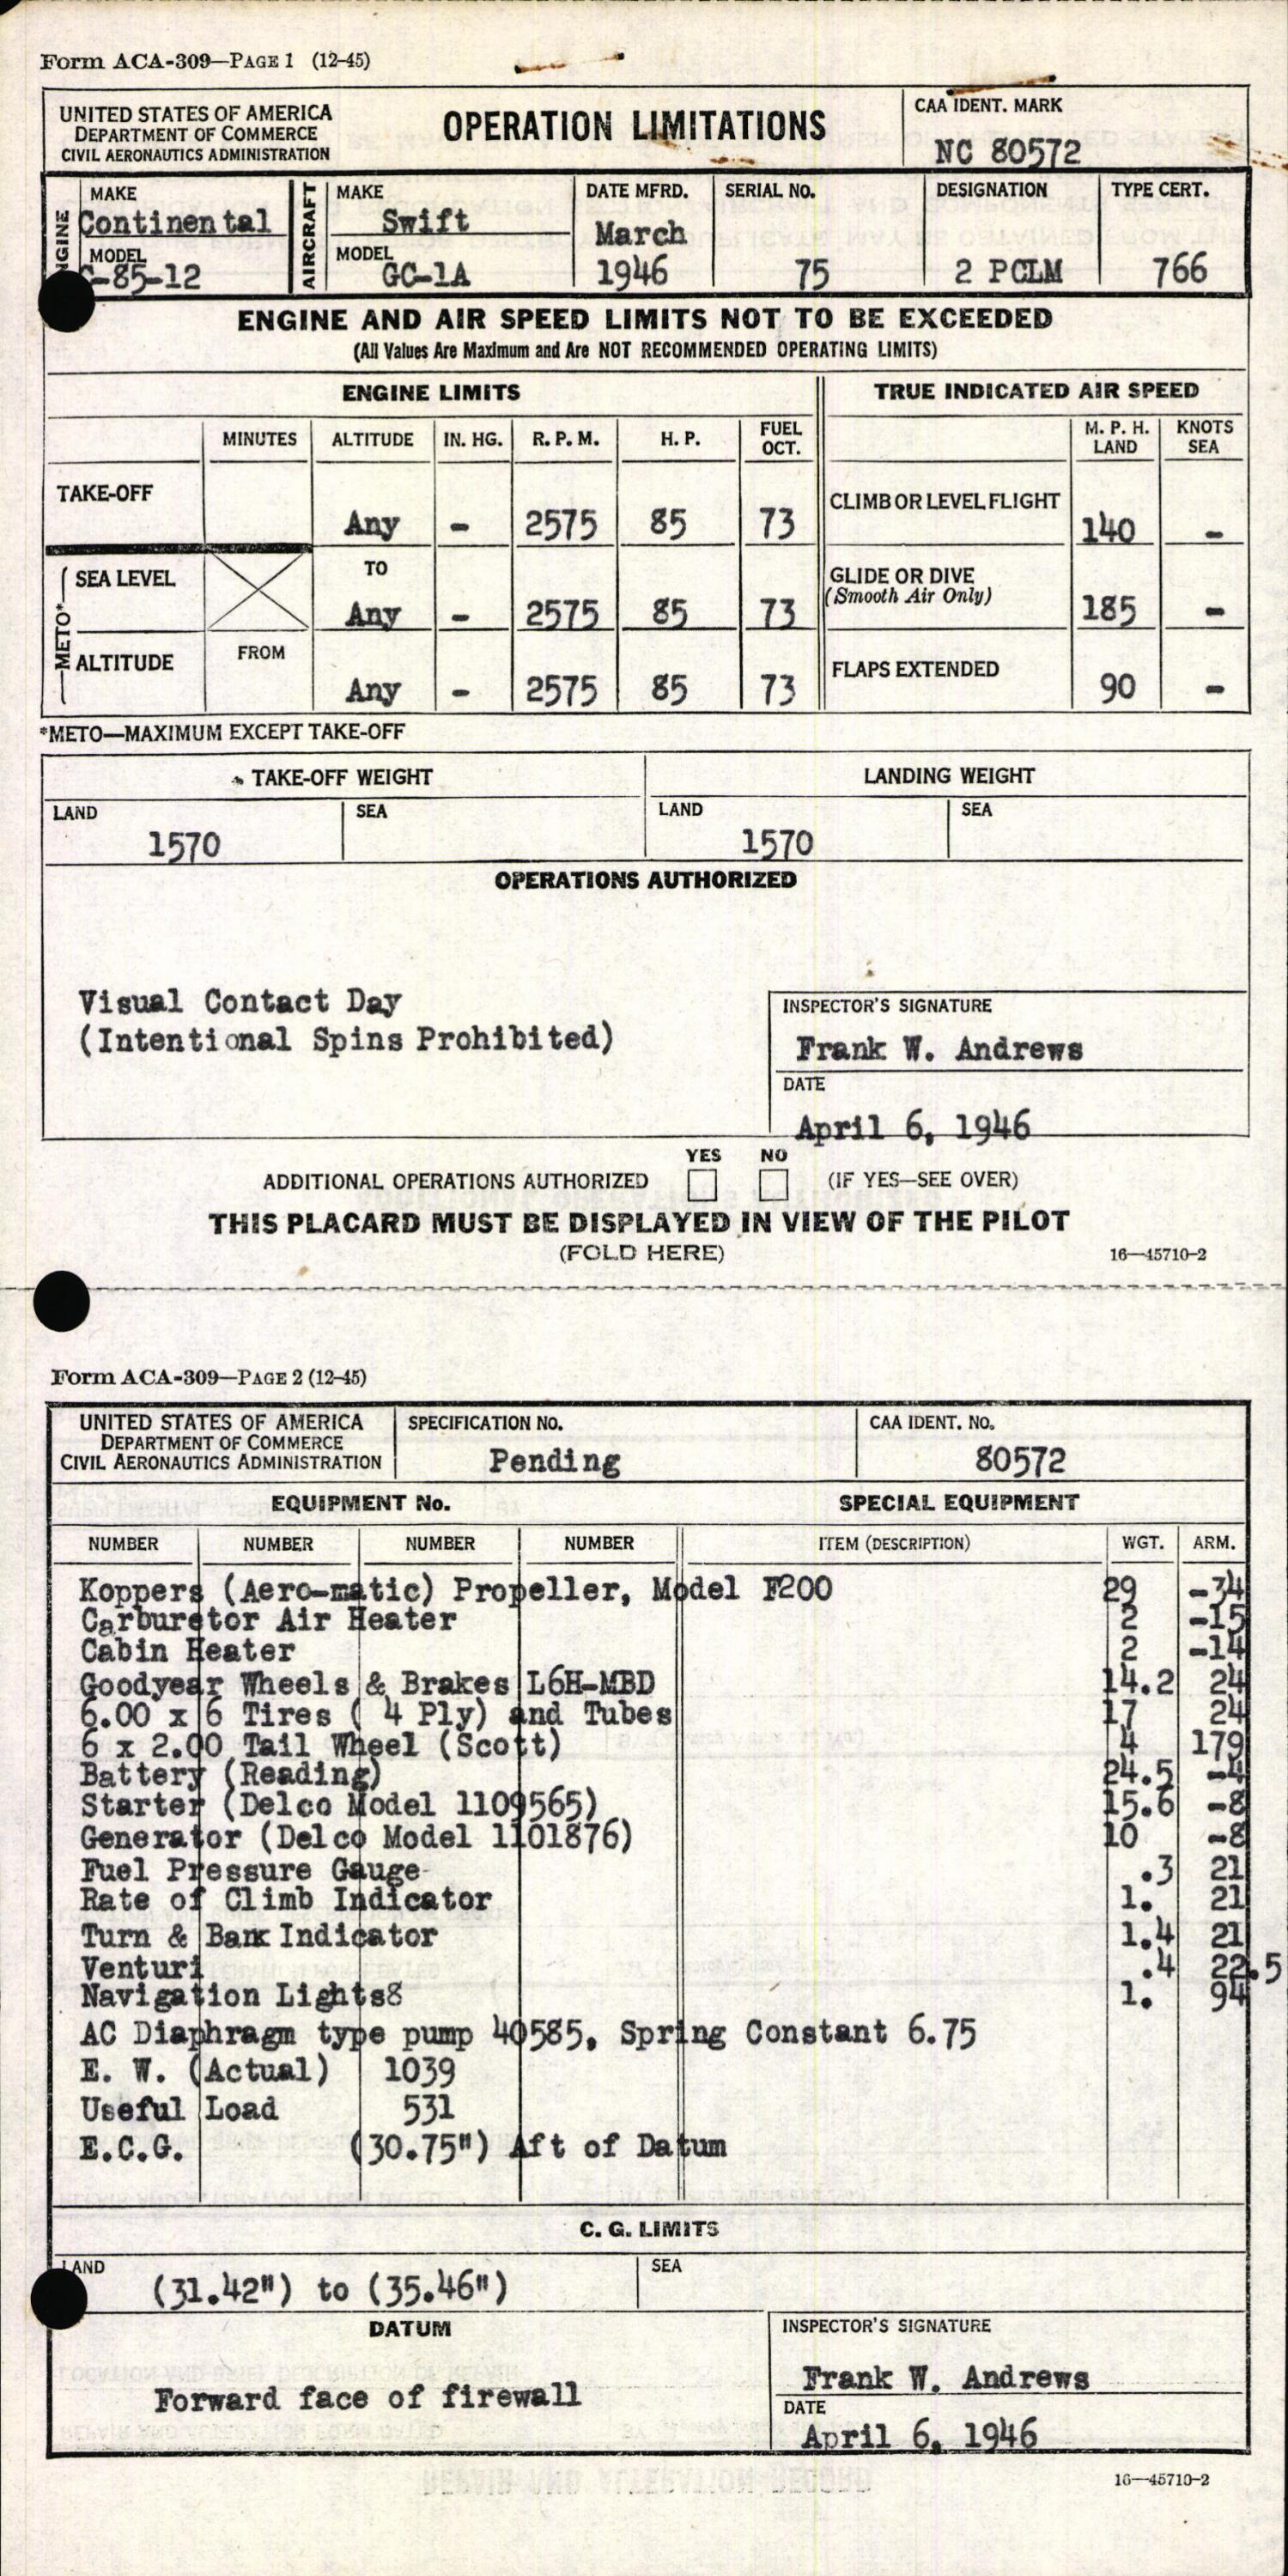 Form ACA-309—PAGE 1 (12-45)
UNITED STATES OF AMERICA
DEPARTMENT OF COMMERCE
CIVIL AERONAUTICS ADMINISTRATION
OPERATION LIMITATIONS
CAA IDENT. MARK
NC 80572
MAKE
Continental
MODEL
-85-12
AIRCRAFT
MAKE
Swift
MODEL
GC-1A
DATE MFRD.
March
1946
SERIAL NO.
75
DESIGNATION
2 PCLM
TYPE CERT.
766
ENGINE AND AIR SPEED LIMITS NOT TO BE EXCEEDED
(All Values Are Maximum and Are NOT RECOMMENDED OPERATING LIMITS)
ENGINE LIMITS
TRUE INDICATED AIR SPEED
MINUTES ALTITUDE IN. HG. R. P. M. H. P. FUEL OCT. M. P. H. LAND KNOTS SEA
TAKE-OFF Any - 2575 85 73 CLIMB OR LEVEL FLIGHT 140 -
METO* SEA LEVEL TO Any - 2575 85 73 GLIDE OR DIVE (Smooth Air Only) 185 -
ALTITUDE FROM Any - 2575 85 73 FLAPS EXTENDED 90 -
*METO—MAXIMUM EXCEPT TAKE-OFF
TAKE-OFF WEIGHT LANDING WEIGHT
LAND SEA LAND SEA
1570 1570
OPERATIONS AUTHORIZED
Visual Contact Day
(Intentional Spins Prohibited)
INSPECTOR'S SIGNATURE
Frank W. Andrews
DATE
April 6, 1946
YES NO
ADDITIONAL OPERATIONS AUTHORIZED (IF YES—SEE OVER)
THIS PLACARD MUST BE DISPLAYED IN VIEW OF THE PILOT
(FOLD HERE) 16—45710-2
Form ACA-309—PAGE 2 (12-45)
UNITED STATES OF AMERICA
DEPARTMENT OF COMMERCE
CIVIL AERONAUTICS ADMINISTRATION
SPECIFICATION NO.
Pending
CAA IDENT. NO.
80572
EQUIPMENT No. SPECIAL EQUIPMENT
NUMBER NUMBER NUMBER NUMBER ITEM (DESCRIPTION) WGT. ARM.
Koppers (Aero-matic) Propeller, Model F200 29 -34
Carburetor Air Heater 2 -15
Cabin Heater 2 -14
Goodyear Wheels & Brakes L6H-MBD 14.2 24
6.00 x 6 Tires ( 4 Ply) and Tubes 17 24
6 x 2.00 Tail Wheel (Scott) 4 179
Battery (Reading) 24.5 -4
Starter (Delco Model 1109565) 15.6 -8
Generator (Delco Model 1101876) 10 -8
Fuel Pressure Gauge .3 21
Rate of Climb Indicator 1. 21
Turn & Bank Indicator 1.4 21
Venturi .4 22.5
Navigation Lights8 1. 94
AC Diaphragm type pump 40585, Spring Constant 6.75
E. W. (Actual) 1039
Useful Load 531
E.C.G. (30.75") Aft of Datum
C. G. LIMITS
LAND SEA
(31.42") to (35.46")
DATUM
Forward face of firewall
INSPECTOR'S SIGNATURE
Frank W. Andrews
DATE
April 6, 1946
16—45710-2